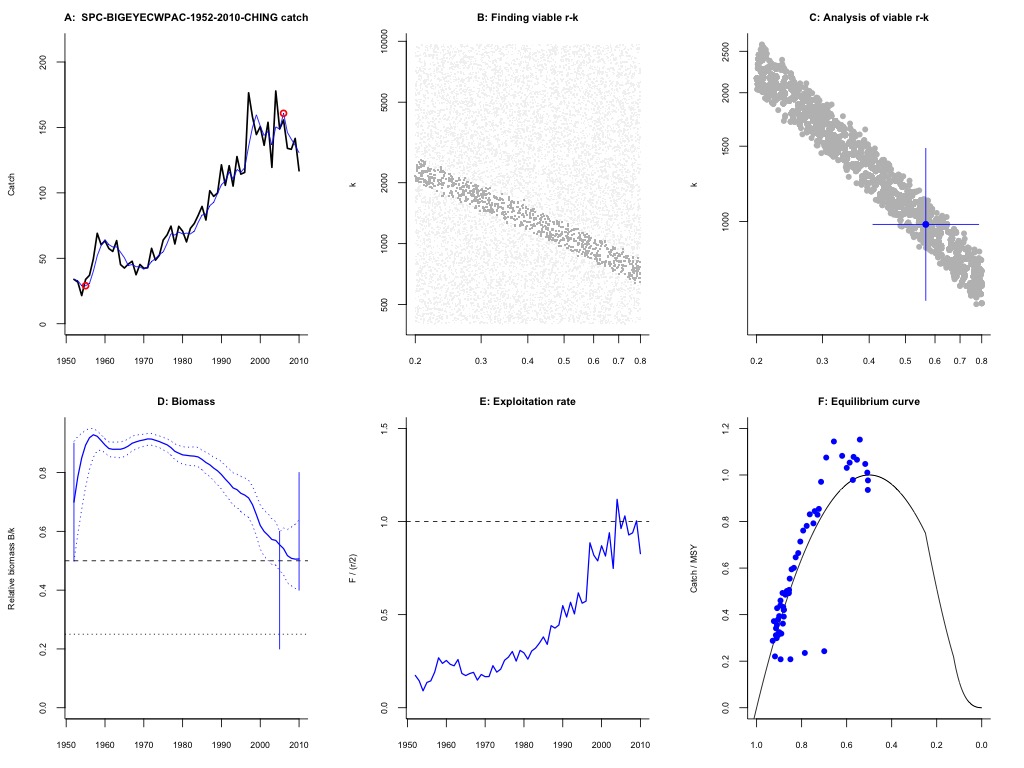 A: SPC-BIGEYECWPAC-1952-2010-CHING catch
B: Finding viable r-k
C: Analysis of viable r-k
Catch
0
50
100
150
200
1950 1960 1970 1980 1990 2000 2010
k
500
1000
2000
5000
10000
0.2 0.3 0.4 0.5 0.6 0.7 0.8
k
1000
1500
2000
2500
0.2 0.3 0.4 0.5 0.6 0.7 0.8
D: Biomass
E: Exploitation rate
F: Equilibrium curve
Relative biomass B/k
0.0
0.2
0.4
0.6
0.8
1950 1960 1970 1980 1990 2000 2010
F / (r/2)
0.0
0.5
1.0
1.5
1950 1960 1970 1980 1990 2000 2010
Catch / MSY
0.0
0.2
0.4
0.6
0.8
1.0
1.2
1.0 0.8 0.6 0.4 0.2 0.0